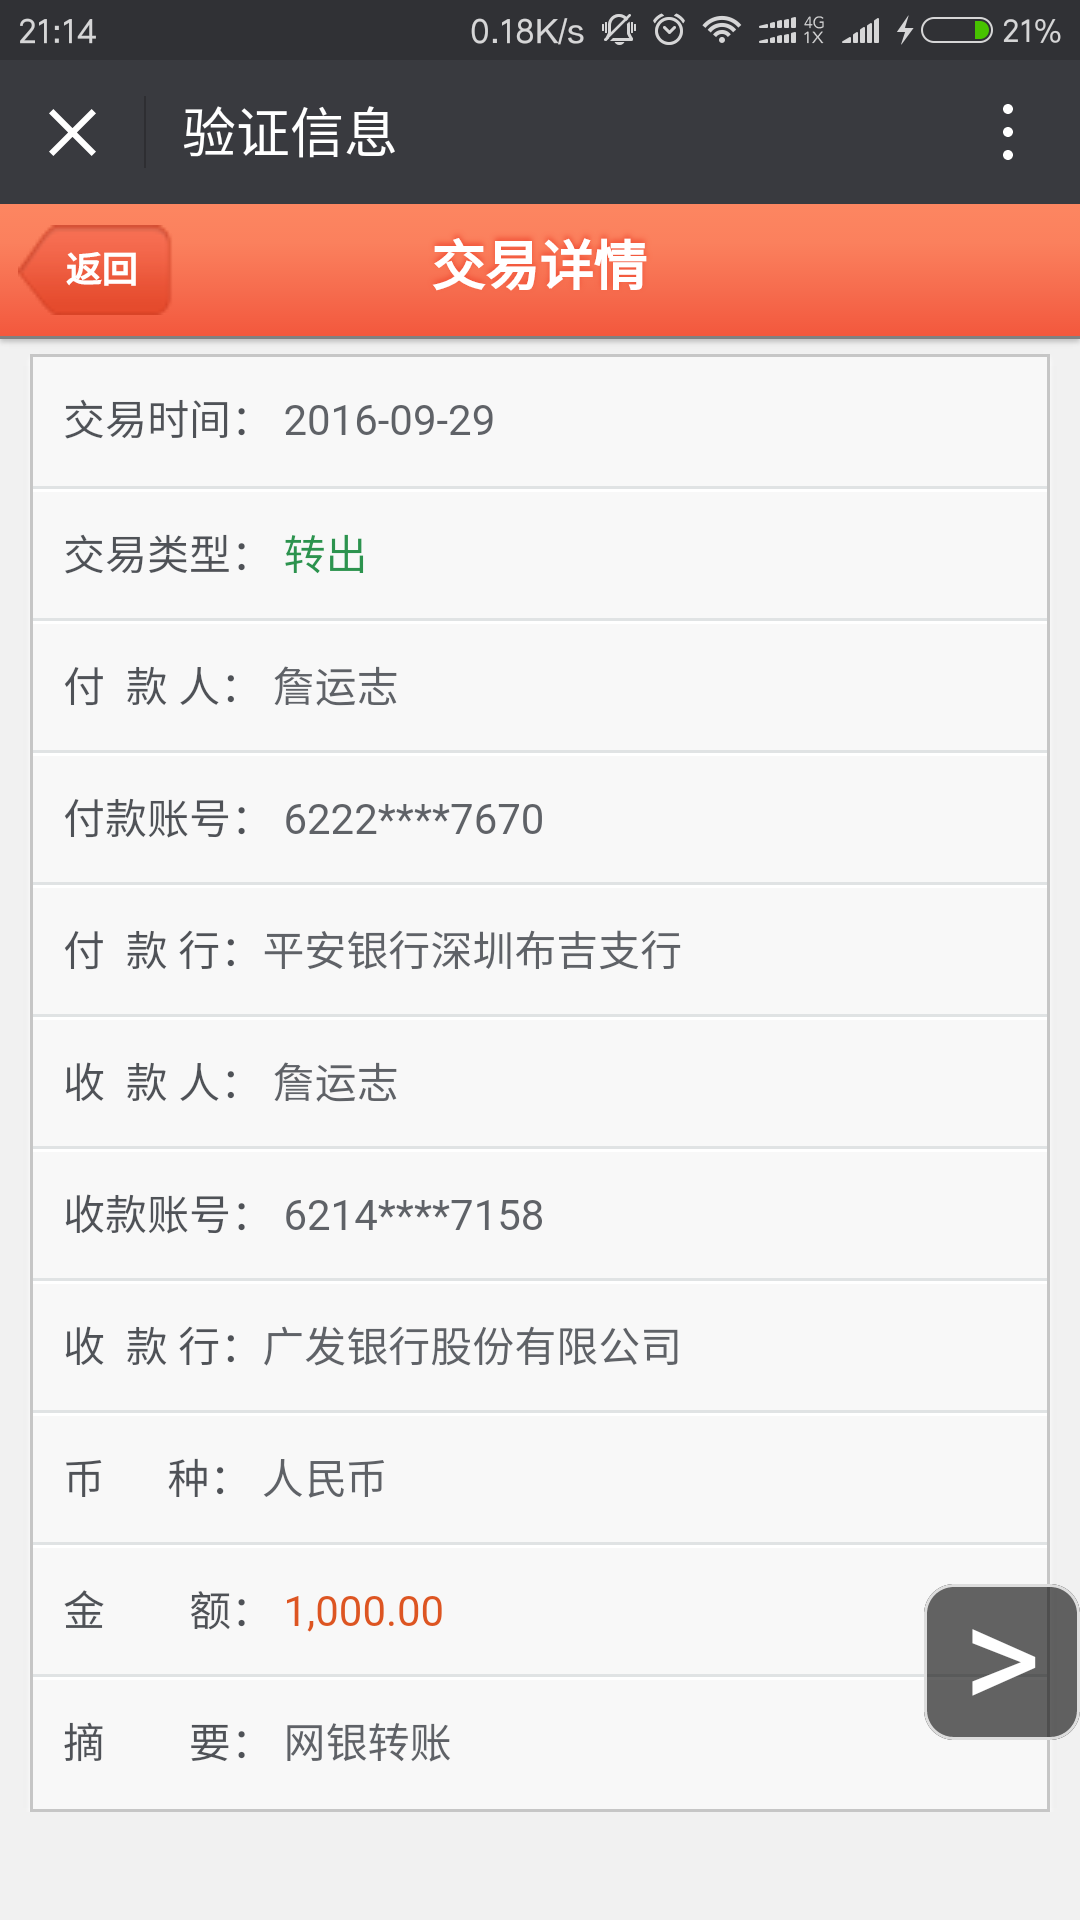 21:14 0.18K/s 4G 1X 21%
验证信息
返回 交易详情
交易时间： 2016-09-29
交易类型： 转出
付 款 人： 詹运志
付款账号： 6222****7670
付 款 行：平安银行深圳布吉支行
收 款 人： 詹运志
收款账号： 6214****7158
收 款 行：广发银行股份有限公司
币 种： 人民币
金 额： 1,000.00
>
摘 要： 网银转账